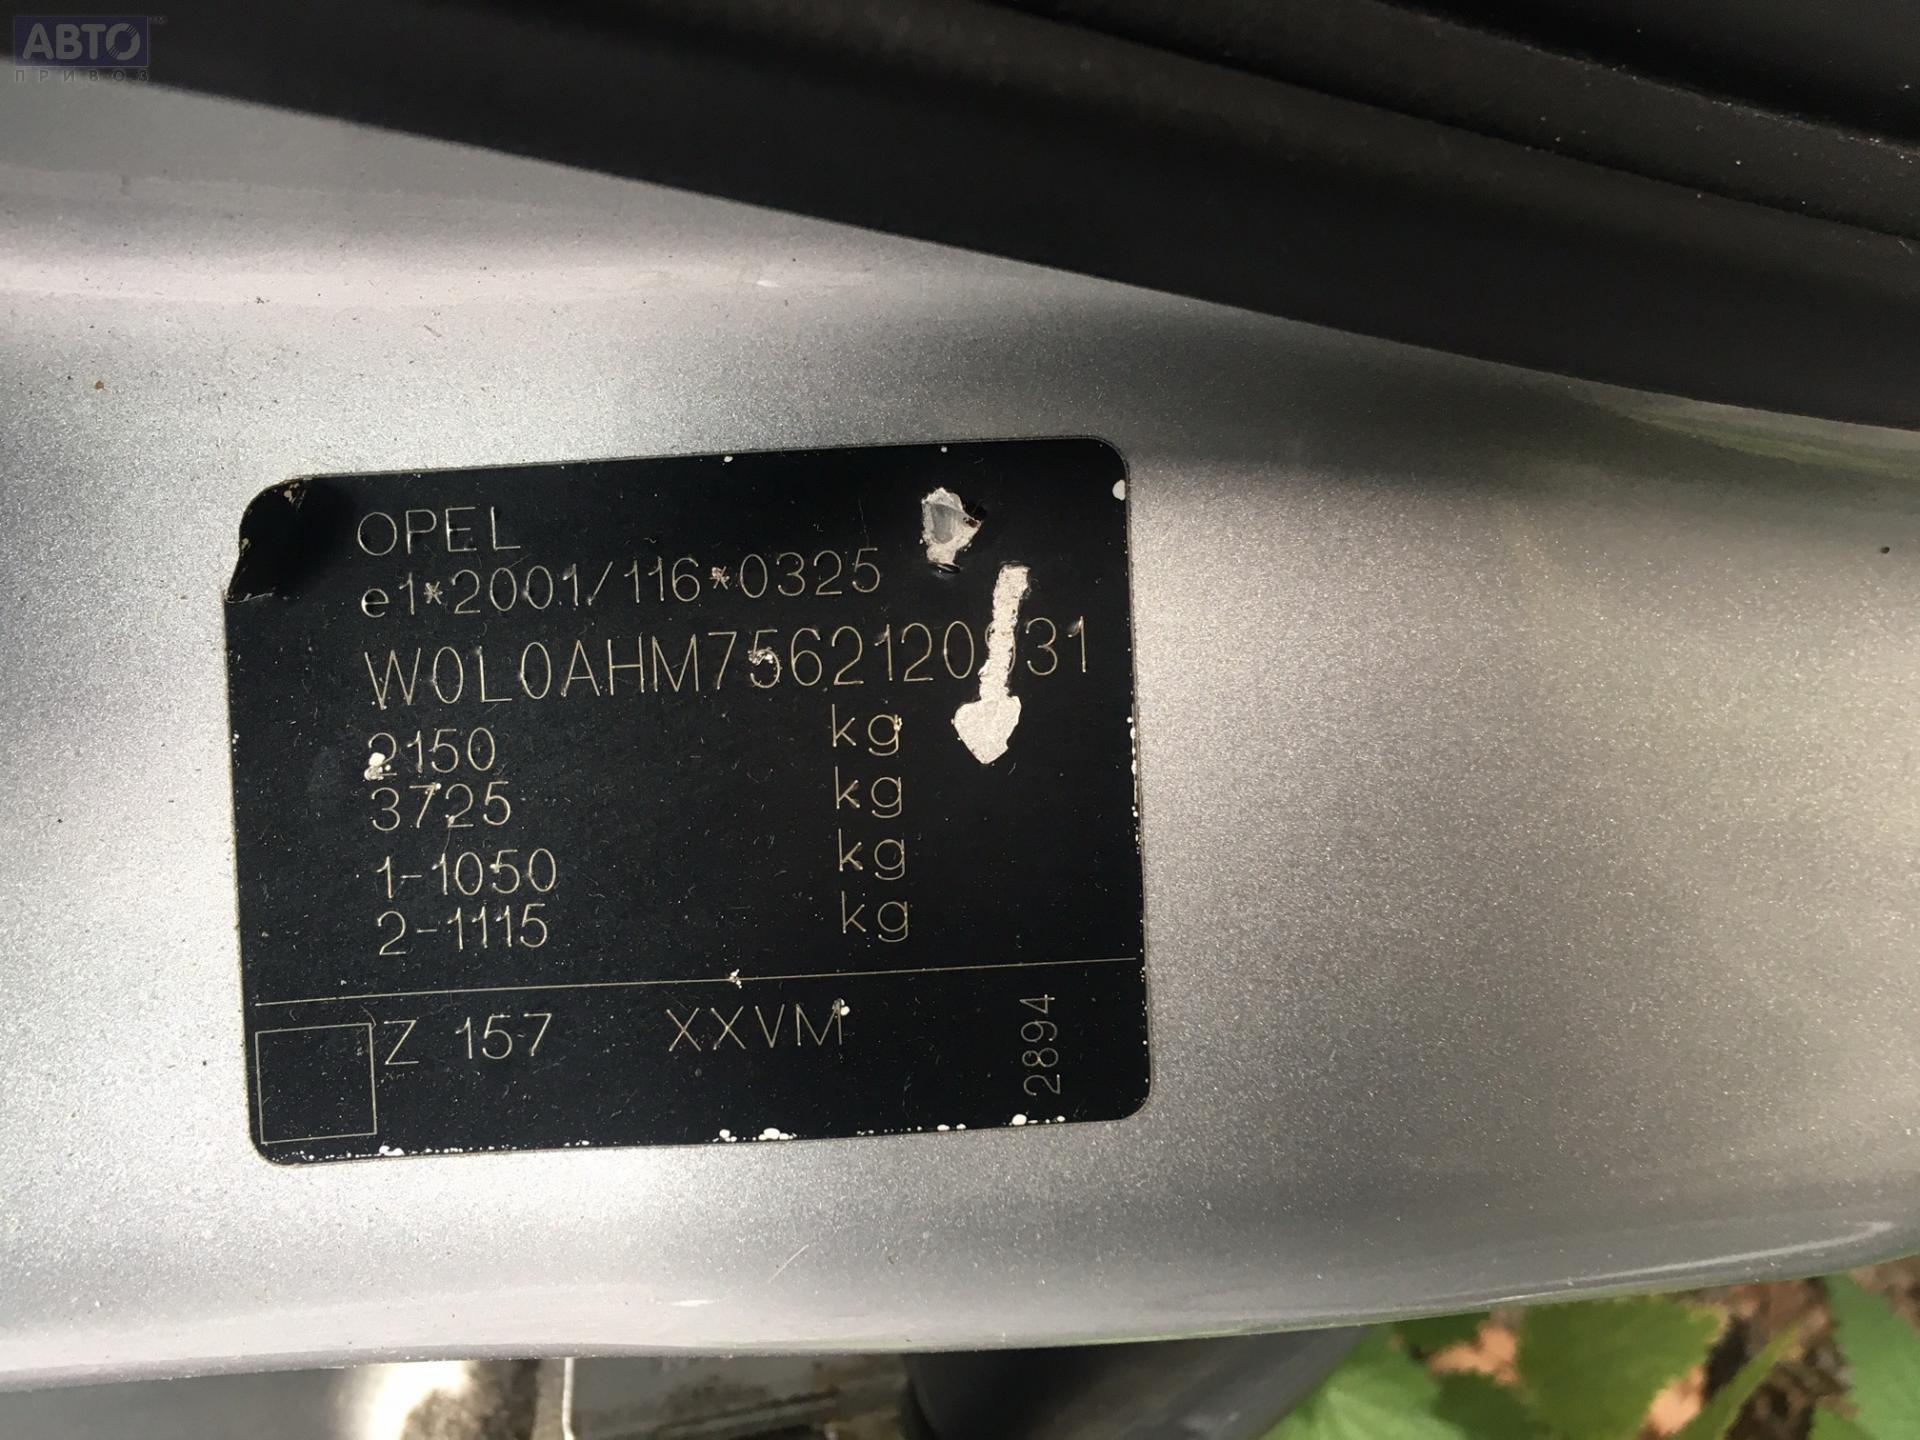 АВТО
ПРИВОЗ
OPEL
e1*2001/116*0325
2150 kg
3725 kg
1-1050 kg
2-1115 kg
Z 157 XXVM
2894